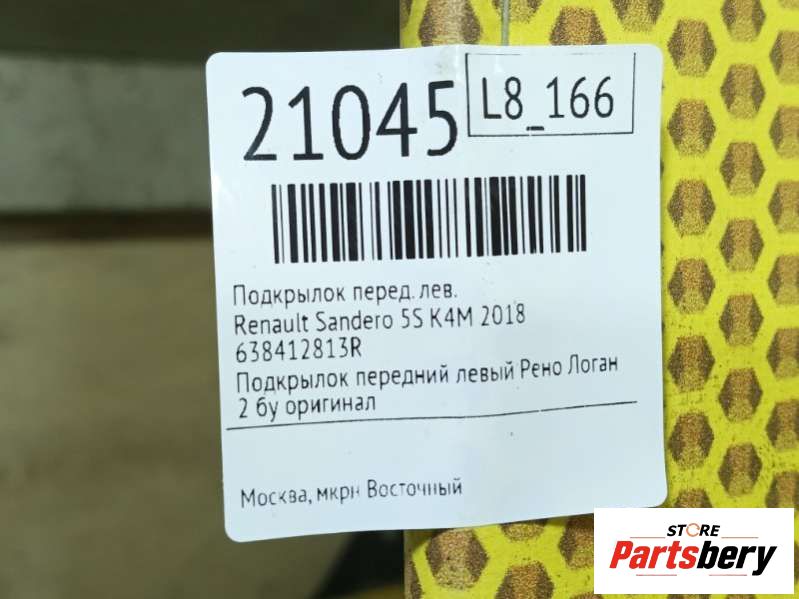 21045
L8_166
Подкрылок перед. лев.
Renault Sandero 5S K4M 2018
638412813R
Подкрылок передний левый Рено Логан
2 бу оригинал
Москва, мкрн Восточный
STORE
Partsbery